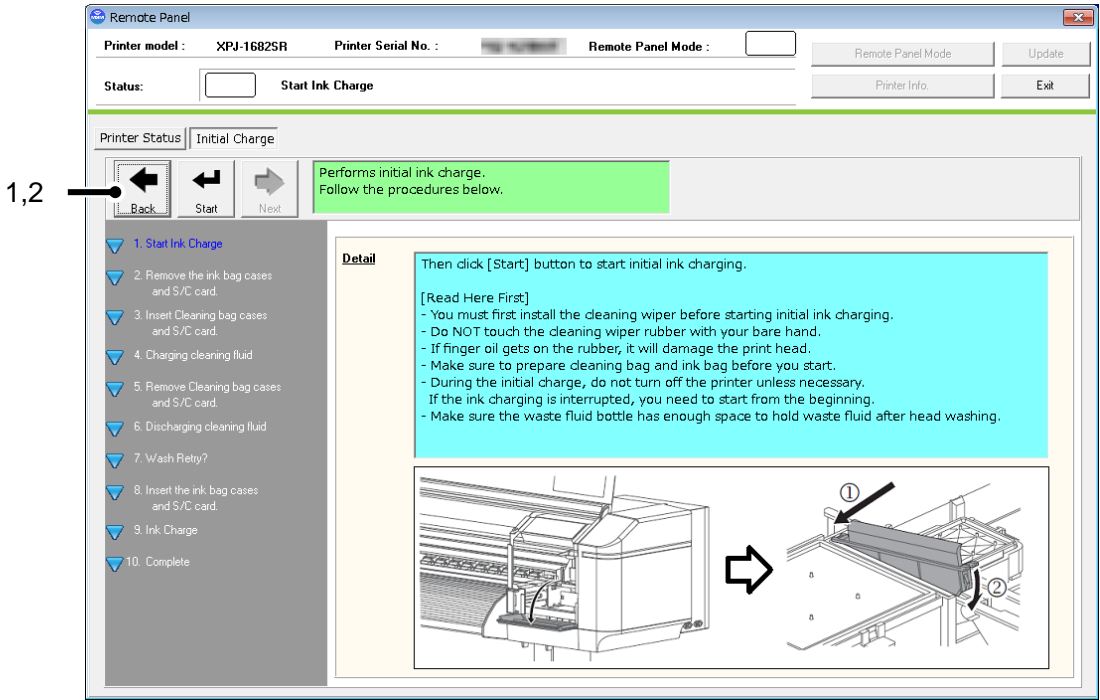 Remote Panel
Printer model :
XPJ-1682SR
Printer Serial No. :
Remote Panel Mode :
Remote Panel Mode
Update
Status:
Start Ink Charge
Printer Info.
Exit
Printer Status
Initial Charge
1,2
Back
Start
Next
Performs initial ink charge.
Follow the procedures below.
1. Start Ink Charge
2. Remove the ink bag cases
and S/C card.
3. Insert Cleaning bag cases
and S/C card.
4. Charging cleaning fluid
5. Remove Cleaning bag cases
and S/C card.
6. Discharging cleaning fluid
7. Wash Retry?
8. Insert the ink bag cases
and S/C card.
9. Ink Charge
10. Complete
Detail
Then click [Start] button to start initial ink charging.
[Read Here First]
- You must first install the cleaning wiper before starting initial ink charging.
- Do NOT touch the cleaning wiper rubber with your bare hand.
- If finger oil gets on the rubber, it will damage the print head.
- Make sure to prepare cleaning bag and ink bag before you start.
- During the initial charge, do not turn off the printer unless necessary.
If the ink charging is interrupted, you need to start from the beginning.
- Make sure the waste fluid bottle has enough space to hold waste fluid after head washing.
①
②